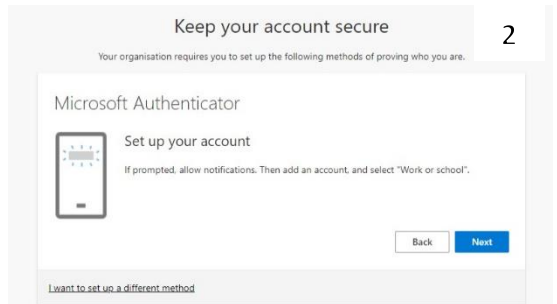 Keep your account secure
2
Your organisation requires you to set up the following methods of proving who you are.
Microsoft Authenticator
Set up your account
If prompted, allow notifications. Then add an account, and select "Work or school".
Back
Next
I want to set up a different method